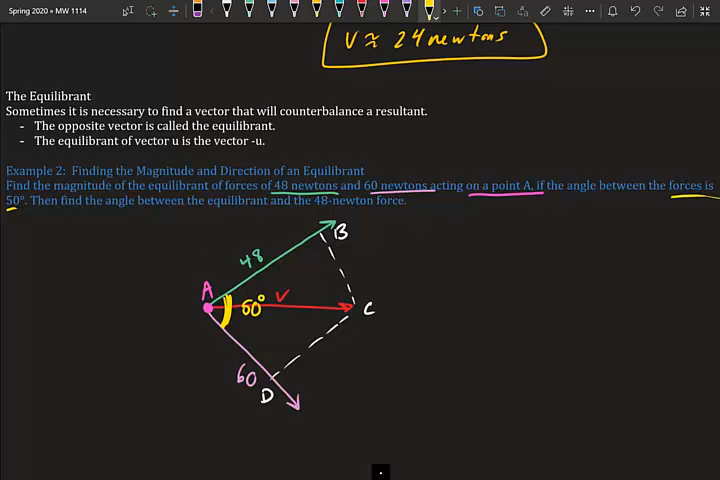 Spring 2020 » MW 1114
V ≈ 24 newtons
The Equilibrant
Sometimes it is necessary to find a vector that will counterbalance a resultant.
- The opposite vector is called the equilibrant.
- The equilibrant of vector u is the vector -u.
Example 2: Finding the Magnitude and Direction of an Equilibrant
Find the magnitude of the equilibrant of forces of 48 newtons and 60 newtons acting on a point A, if the angle between the forces is
50°. Then find the angle between the equilibrant and the 48-newton force.
B
48
A
V
50°
C
60
D